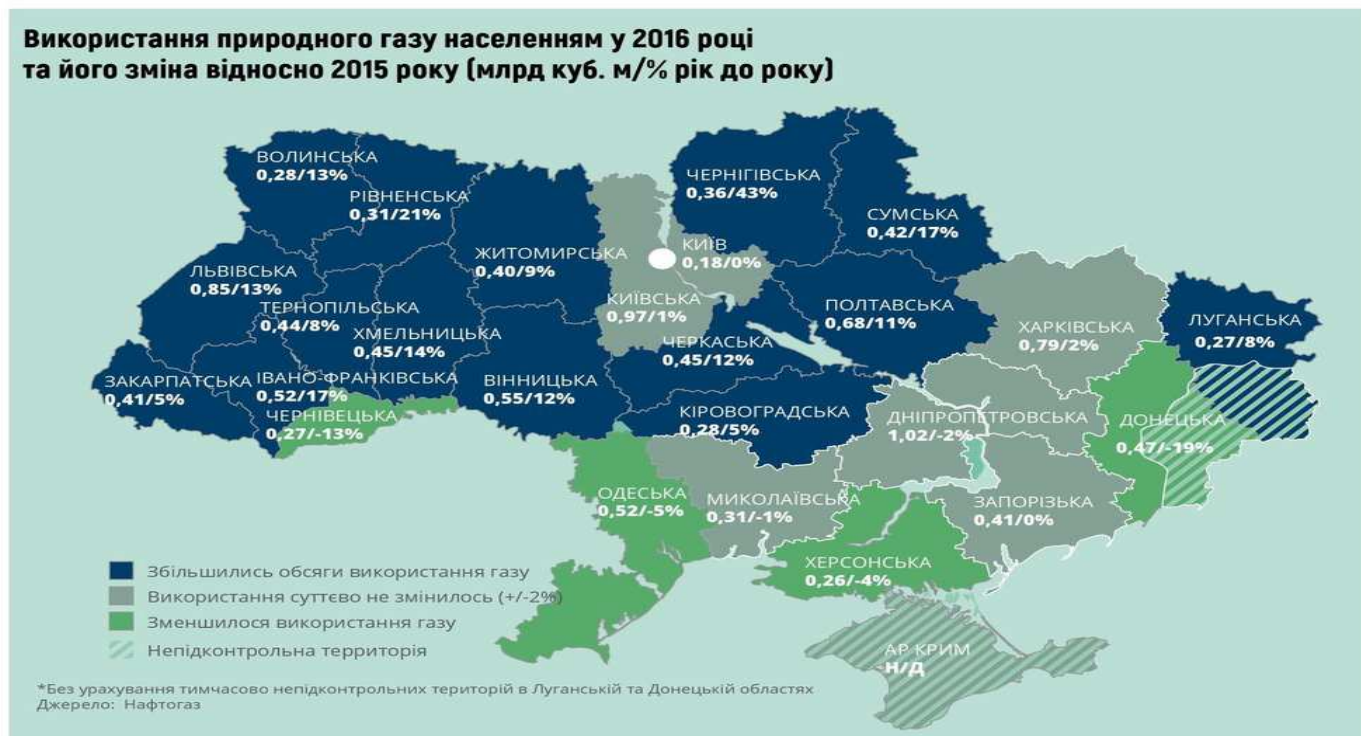 Використання природного газу населенням у 2016 році
та його зміна відносно 2015 року (млрд куб. м/% рік до року)
ВОЛИНСЬКА
0,28/13%
РІВНЕНСЬКА
0,31/21%
ЖИТОМИРСЬКА
0,40/9%
КИЇВ
0,18/0%
КИЇВСЬКА
0,97/1%
ЧЕРНІГІВСЬКА
0,36/43%
СУМСЬКА
0,42/17%
ЛЬВІВСЬКА
0,85/13%
ТЕРНОПІЛЬСЬКА
0,44/8%
ХМЕЛЬНИЦЬКА
0,45/14%
ЧЕРКАСЬКА
0,45/12%
ПОЛТАВСЬКА
0,68/11%
ХАРКІВСЬКА
0,79/2%
ЛУГАНСЬКА
0,27/8%
ЗАКАРПАТСЬКА
0,41/5%
ІВАНО-ФРАНКІВСЬКА
0,52/17%
ЧЕРНІВЕЦЬКА
0,27/-13%
ВІННИЦЬКА
0,55/12%
КІРОВОГРАДСЬКА
0,28/5%
ДНІПРОПЕТРОВСЬКА
1,02/-2%
ДОНЕЦЬКА
0,47/-19%
ОДЕСЬКА
0,52/-5%
МИКОЛАЇВСЬКА
0,31/-1%
ЗАПОРІЗЬКА
0,41/0%
ХЕРСОНСЬКА
0,26/-4%
АР КРИМ
Н/Д
Збільшились обсяги використання газу
Використання суттєво не змінилось (+/-2%)
Зменшилося використання газу
Непідконтрольна территорія
*Без урахування тимчасово непідконтрольних територій в Луганській та Донецькій областях
Джерело: Нафтогаз